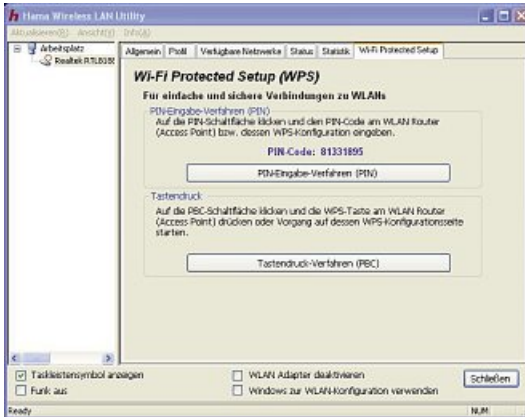 Hama Wireless LAN Utility
Aktualisieren(R) Ansicht(Y) Info(A)
Arbeitsplatz
Realtek RTL8188
Allgemein Profil Verfügbare Netzwerke Status Statistik Wi-Fi Protected Setup
Wi-Fi Protected Setup (WPS)
Für einfache und sichere Verbindungen zu WLANs
PIN-Eingabe-Verfahren (PIN)
Auf die PIN-Schaltfläche klicken und den PIN-Code am WLAN Router
(Access Point) bzw. dessen WPS-Konfiguration eingeben.
PIN-Code: 81331895
PIN-Eingabe-Verfahren (PIN)
Tastendruck
Auf die PBC-Schaltfläche klicken und die WPS-Taste am WLAN Router
(Access Point) drücken oder Vorgang auf dessen WPS-Konfigurationsseite
starten.
Tastendruck-Verfahren (PBC)
Taskleistensymbol anzeigen
WLAN Adapter deaktivieren
Funk aus
Windows zur WLAN-Konfiguration verwenden
Schließen
Ready
NUM